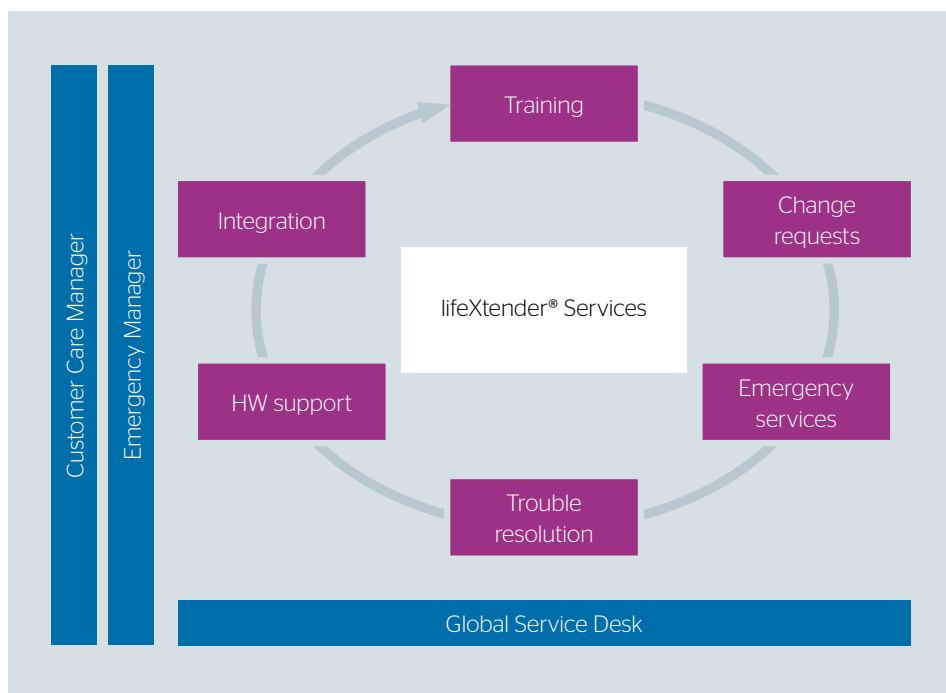 Customer Care Manager
Emergency Manager
Training
Integration
Change
requests
lifeXtender® Services
HW support
Emergency
services
Trouble
resolution
Global Service Desk